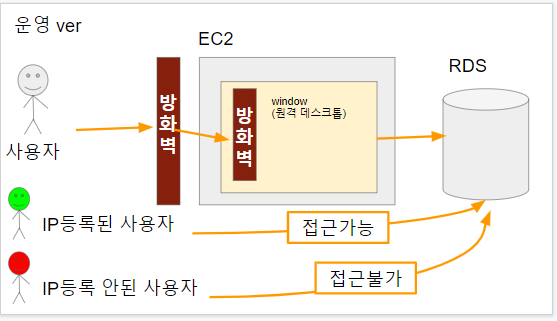 운영 ver
EC2
RDS
방화벽
방화벽
window
(원격 데스크톱)
사용자
IP등록된 사용자
접근가능
IP등록 안된 사용자
접근불가